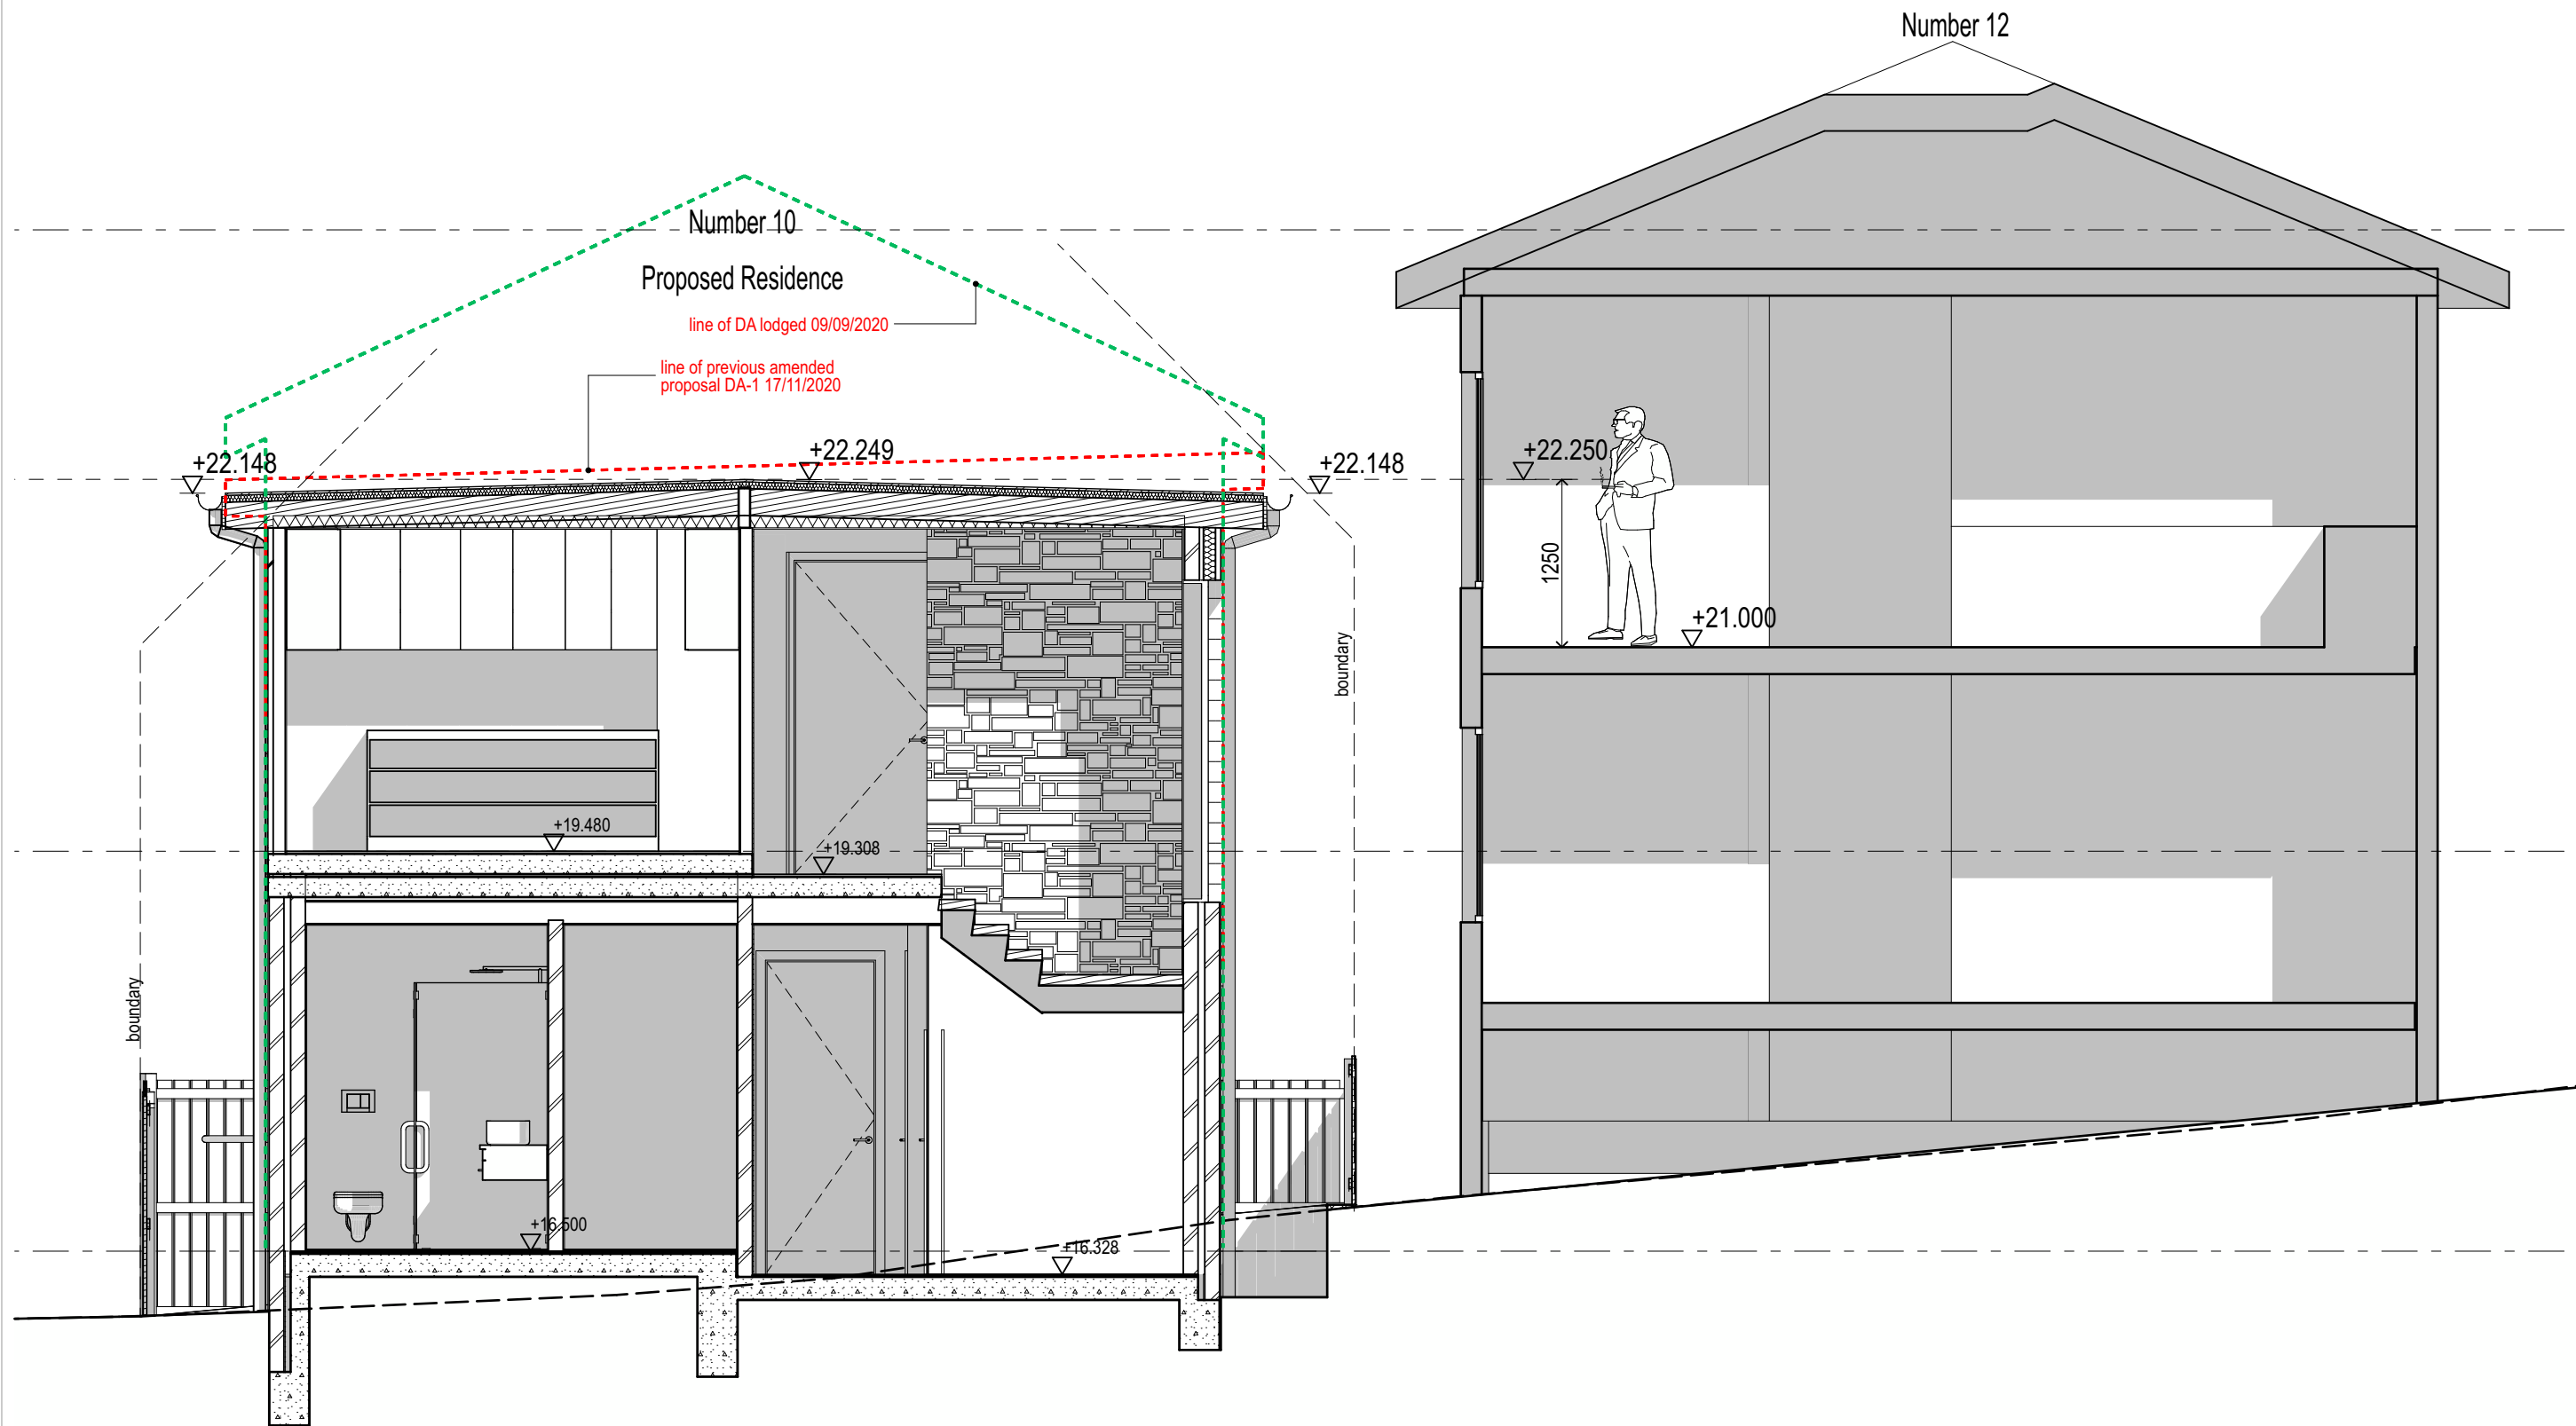 Number 12
Number 10
Proposed Residence
line of DA lodged 09/09/2020
line of previous amended
proposal DA-1 17/11/2020
+22.148
+22.249
+22.148
+22.250
1250
+21.000
boundary
+19.480
+19.308
boundary
+16.500
+16.328